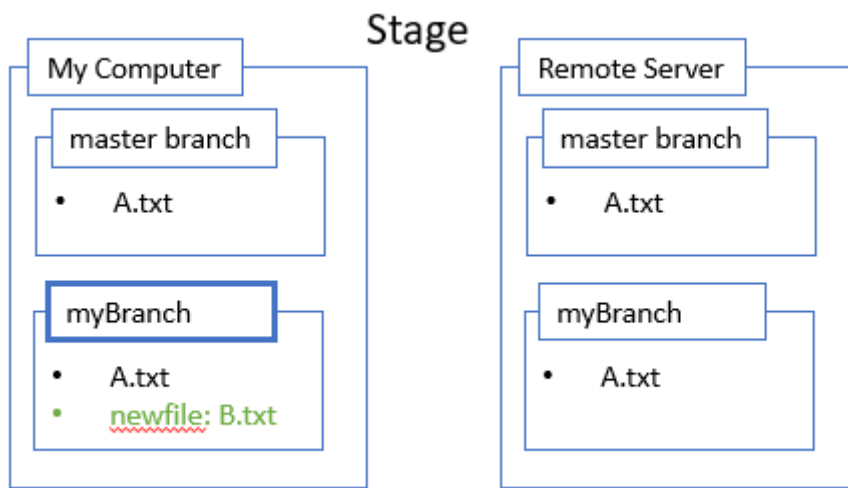 Stage
My Computer
master branch
• A.txt
myBranch
• A.txt
• newfile: B.txt
Remote Server
master branch
• A.txt
myBranch
• A.txt